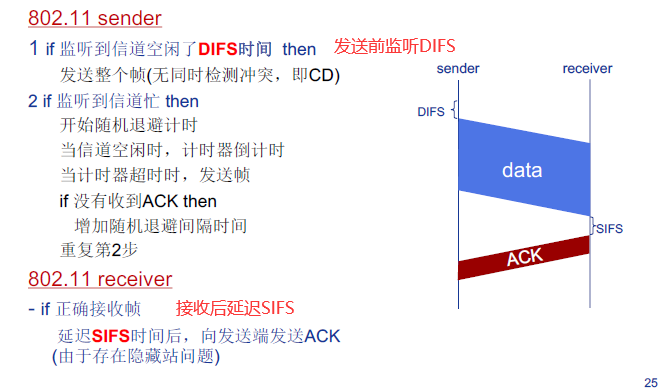 802.11 sender
1 if 监听到信道空闲了DIFS时间 then 发送前监听DIFS
发送整个帧(无同时检测冲突，即CD)
2 if 监听到信道忙 then
开始随机退避计时
当信道空闲时，计时器倒计时
当计时器超时时，发送帧
if 没有收到ACK then
增加随机退避间隔时间
重复第2步
802.11 receiver
- if 正确接收帧 接收后延迟SIFS
延迟SIFS时间后，向发送端发送ACK
(由于存在隐藏站问题)
sender receiver
DIFS
data
SIFS
ACK
25